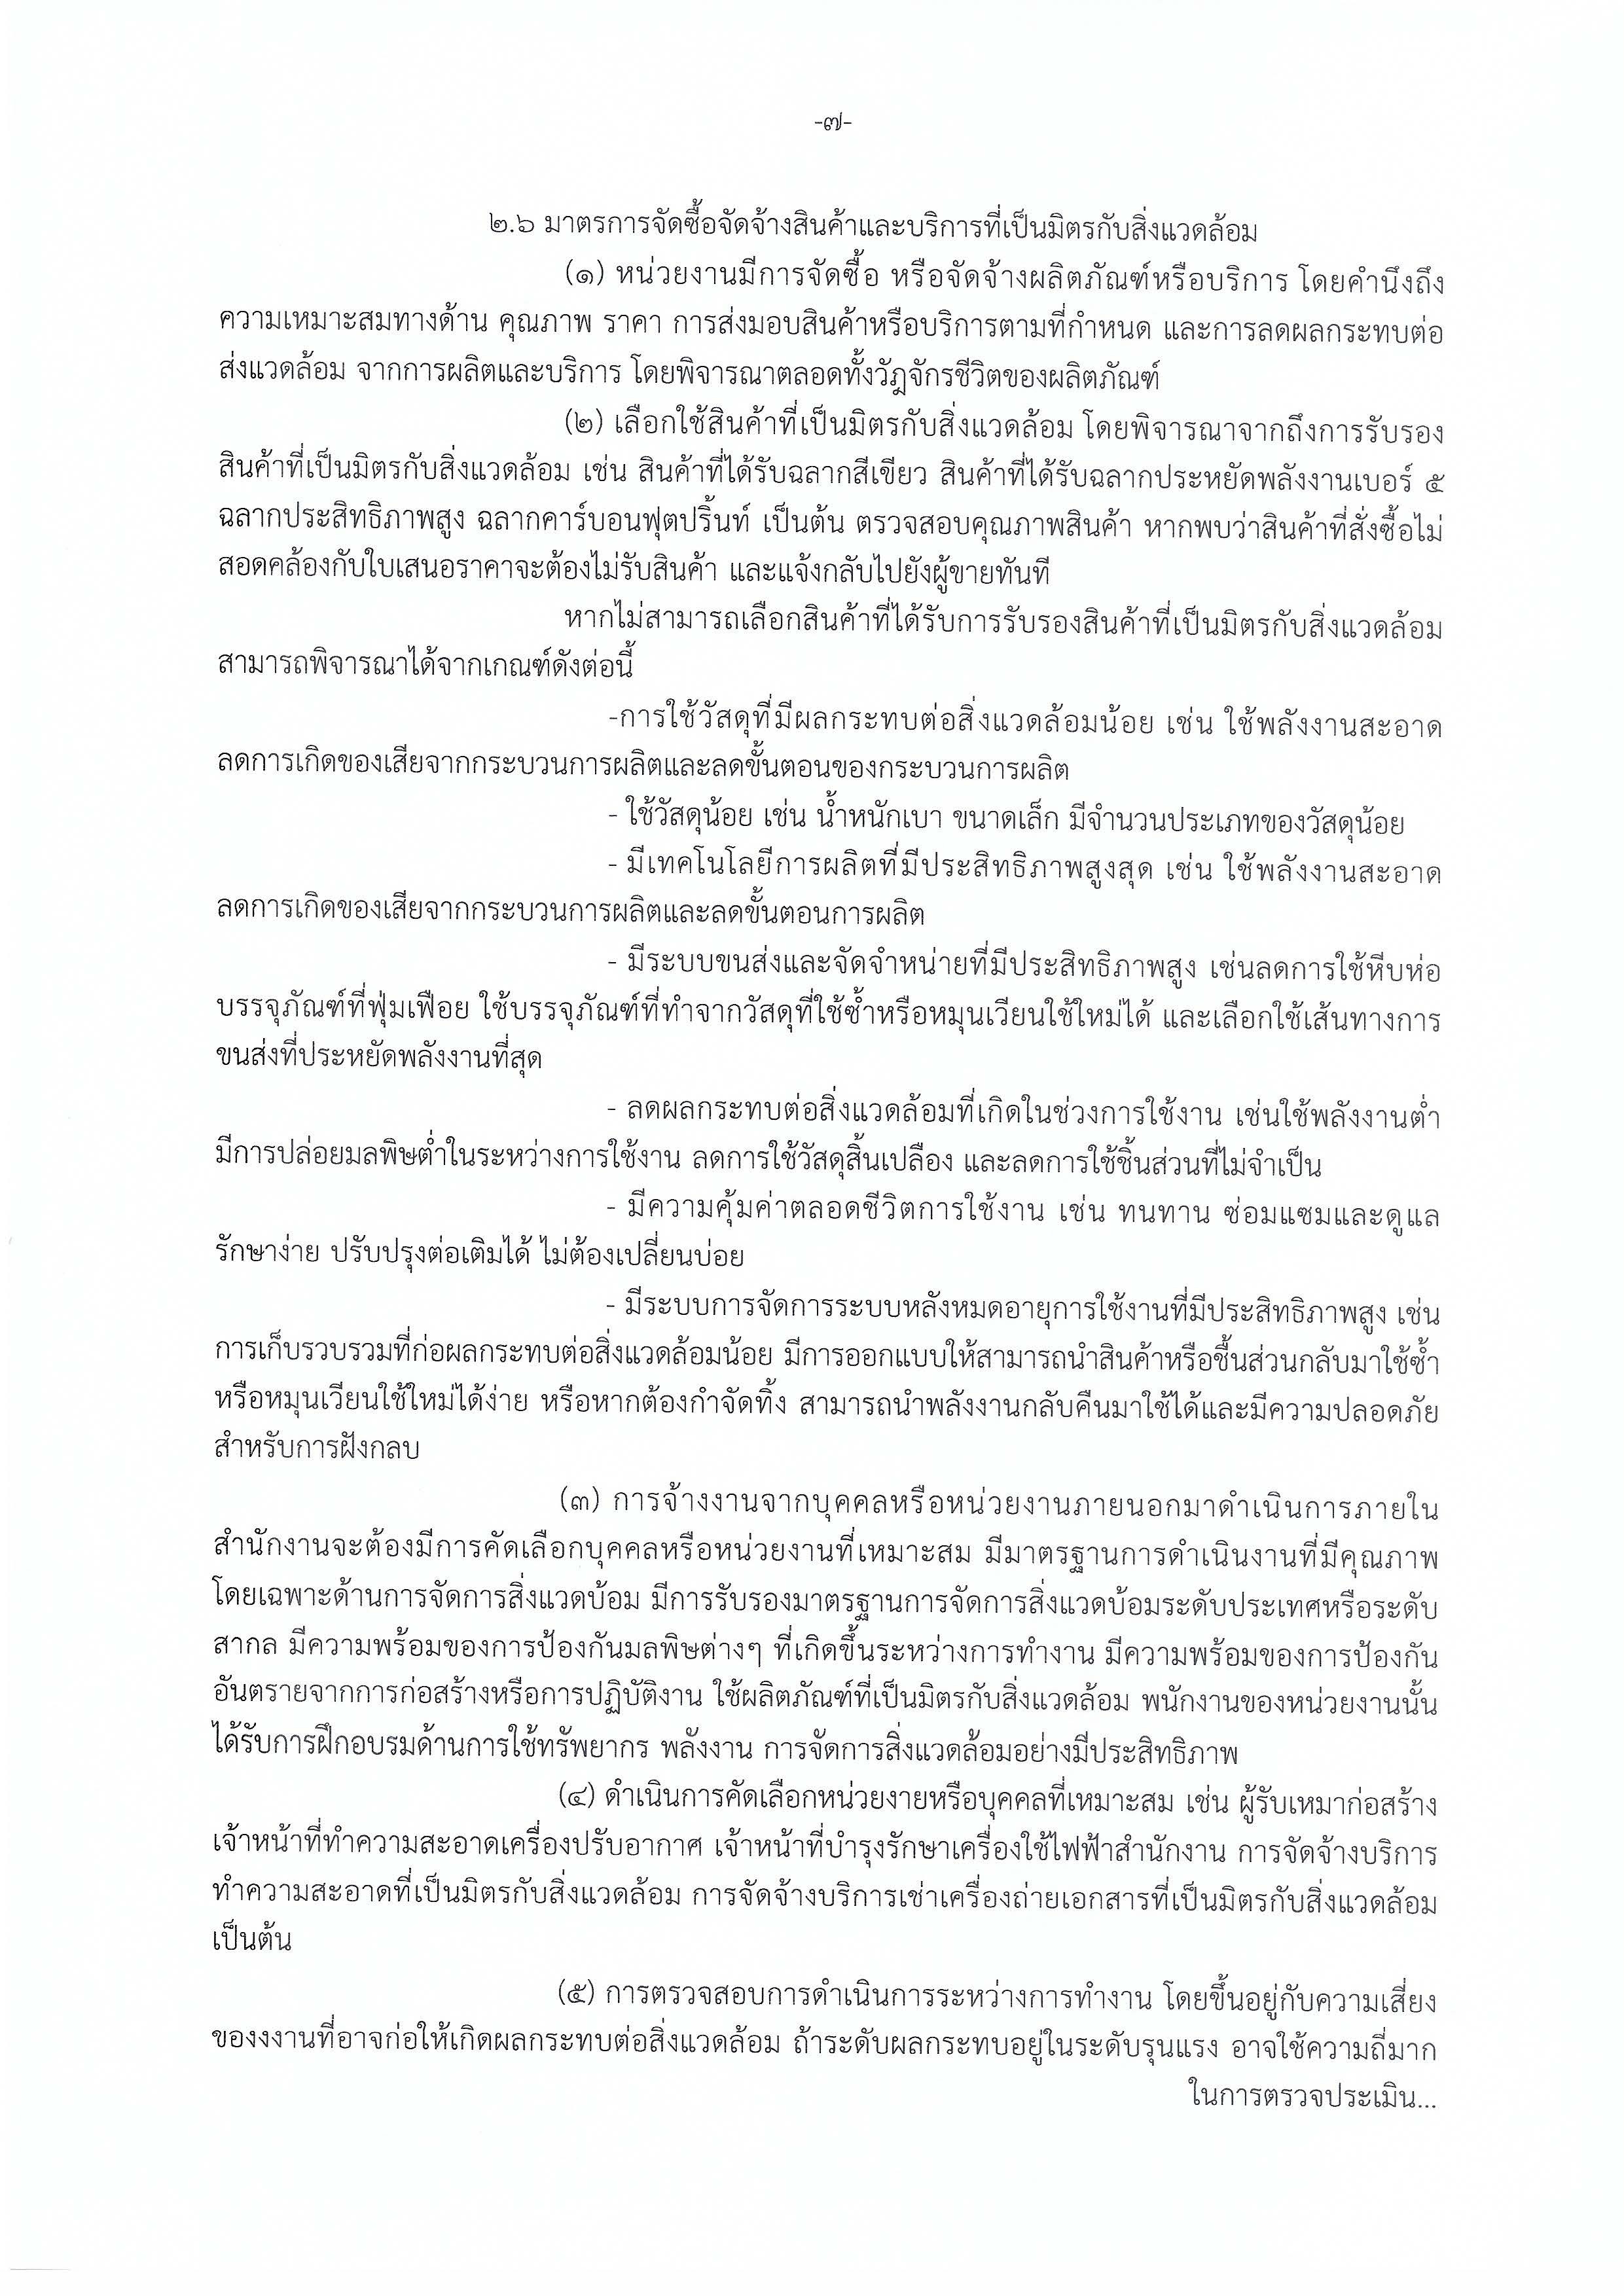 -๗-
๒.๖ มาตรการจัดซื้อจัดจ้างสินค้าและบริการที่เป็นมิตรกับสิ่งแวดล้อม
(๑) หน่วยงานมีการจัดซื้อ หรือจัดจ้างผลิตภัณฑ์หรือบริการ โดยคำนึงถึง
ความเหมาะสมทางด้าน คุณภาพ ราคา การส่งมอบสินค้าหรือบริการตามที่กำหนด และการลดผลกระทบต่อ
ส่งแวดล้อม จากการผลิตและบริการ โดยพิจารณาตลอดทั้งวัฎจักรชีวิตของผลิตภัณฑ์
(๒) เลือกใช้สินค้าที่เป็นมิตรกับสิ่งแวดล้อม โดยพิจารณาจากถึงการรับรอง
สินค้าที่เป็นมิตรกับสิ่งแวดล้อม เช่น สินค้าที่ได้รับฉลากสีเขียว สินค้าที่ได้รับฉลากประหยัดพลังงานเบอร์ ๕
ฉลากประสิทธิภาพสูง ฉลากคาร์บอนฟุตปริ้นท์ เป็นต้น ตรวจสอบคุณภาพสินค้า หากพบว่าสินค้าที่สั่งซื้อไม่
สอดคล้องกับใบเสนอราคาจะต้องไม่รับสินค้า และแจ้งกลับไปยังผู้ขายทันที
หากไม่สามารถเลือกสินค้าที่ได้รับการรับรองสินค้าที่เป็นมิตรกับสิ่งแวดล้อม
สามารถพิจารณาได้จากเกณฑ์ดังต่อนี้
-การใช้วัสดุที่มีผลกระทบต่อสิ่งแวดล้อมน้อย เช่น ใช้พลังงานสะอาด
ลดการเกิดของเสียจากกระบวนการผลิตและลดขั้นตอนของกระบวนการผลิต
- ใช้วัสดุน้อย เช่น น้ำหนักเบา ขนาดเล็ก มีจำนวนประเภทของวัสดุน้อย
- มีเทคโนโลยีการผลิตที่มีประสิทธิภาพสูงสุด เช่น ใช้พลังงานสะอาด
ลดการเกิดของเสียจากกระบวนการผลิตและลดขั้นตอนการผลิต
- มีระบบขนส่งและจัดจำหน่ายที่มีประสิทธิภาพสูง เช่นลดการใช้หีบห่อ
บรรจุภัณฑ์ที่ฟุ่มเฟือย ใช้บรรจุภัณฑ์ที่ทำจากวัสดุที่ใช้ซ้ำหรือหมุนเวียนใช้ใหม่ได้ และเลือกใช้เส้นทางการ
ขนส่งที่ประหยัดพลังงานที่สุด
- ลดผลกระทบต่อสิ่งแวดล้อมที่เกิดในช่วงการใช้งาน เช่นใช้พลังงานต่ำ
มีการปล่อยมลพิษต่ำในระหว่างการใช้งาน ลดการใช้วัสดุสิ้นเปลือง และลดการใช้ชิ้นส่วนที่ไม่จำเป็น
- มีความคุ้มค่าตลอดชีวิตการใช้งาน เช่น ทนทาน ซ่อมแซมและดูแล
รักษาง่าย ปรับปรุงต่อเติมได้ ไม่ต้องเปลี่ยนบ่อย
- มีระบบการจัดการระบบหลังหมดอายุการใช้งานที่มีประสิทธิภาพสูง เช่น
การเก็บรวบรวมที่ก่อผลกระทบต่อสิ่งแวดล้อมน้อย มีการออกแบบให้สามารถนำสินค้าหรือชิ้นส่วนกลับมาใช้ซ้ำ
หรือหมุนเวียนใช้ใหม่ได้ง่าย หรือหากต้องกำจัดทิ้ง สามารถนำพลังงานกลับคืนมาใช้ได้และมีความปลอดภัย
สำหรับการฝังกลบ
(๓) การจ้างงานจากบุคคลหรือหน่วยงานภายนอกมาดำเนินการภายใน
สำนักงานจะต้องมีการคัดเลือกบุคคลหรือหน่วยงานที่เหมาะสม มีมาตรฐานการดำเนินงานที่มีคุณภาพ
โดยเฉพาะด้านการจัดการสิ่งแวดบ้อม มีการรับรองมาตรฐานการจัดการสิ่งแวดบ้อมระดับประเทศหรือระดับ
สากล มีความพร้อมของการป้องกันมลพิษต่างๆ ที่เกิดขึ้นระหว่างการทำงาน มีความพร้อมของการป้องกัน
อันตรายจากการก่อสร้างหรือการปฏิบัติงาน ใช้ผลิตภัณฑ์ที่เป็นมิตรกับสิ่งแวดล้อม พนักงานของหน่วยงานนั้น
ได้รับการฝึกอบรมด้านการใช้ทรัพยากร พลังงาน การจัดการสิ่งแวดล้อมอย่างมีประสิทธิภาพ
(๔) ดำเนินการคัดเลือกหน่วยงายหรือบุคคลที่เหมาะสม เช่น ผู้รับเหมาก่อสร้าง
เจ้าหน้าที่ทำความสะอาดเครื่องปรับอากาศ เจ้าหน้าที่บำรุงรักษาเครื่องใช้ไฟฟ้าสำนักงาน การจัดจ้างบริการ
ทำความสะอาดที่เป็นมิตรกับสิ่งแวดล้อม การจัดจ้างบริการเช่าเครื่องถ่ายเอกสารที่เป็นมิตรกับสิ่งแวดล้อม
เป็นต้น
(๕) การตรวจสอบการดำเนินการระหว่างการทำงาน โดยขึ้นอยู่กับความเสี่ยง
ของงงานที่อาจก่อให้เกิดผลกระทบต่อสิ่งแวดล้อม ถ้าระดับผลกระทบอยู่ในระดับรุนแรง อาจใช้ความถี่มาก
ในการตรวจประเมิน...